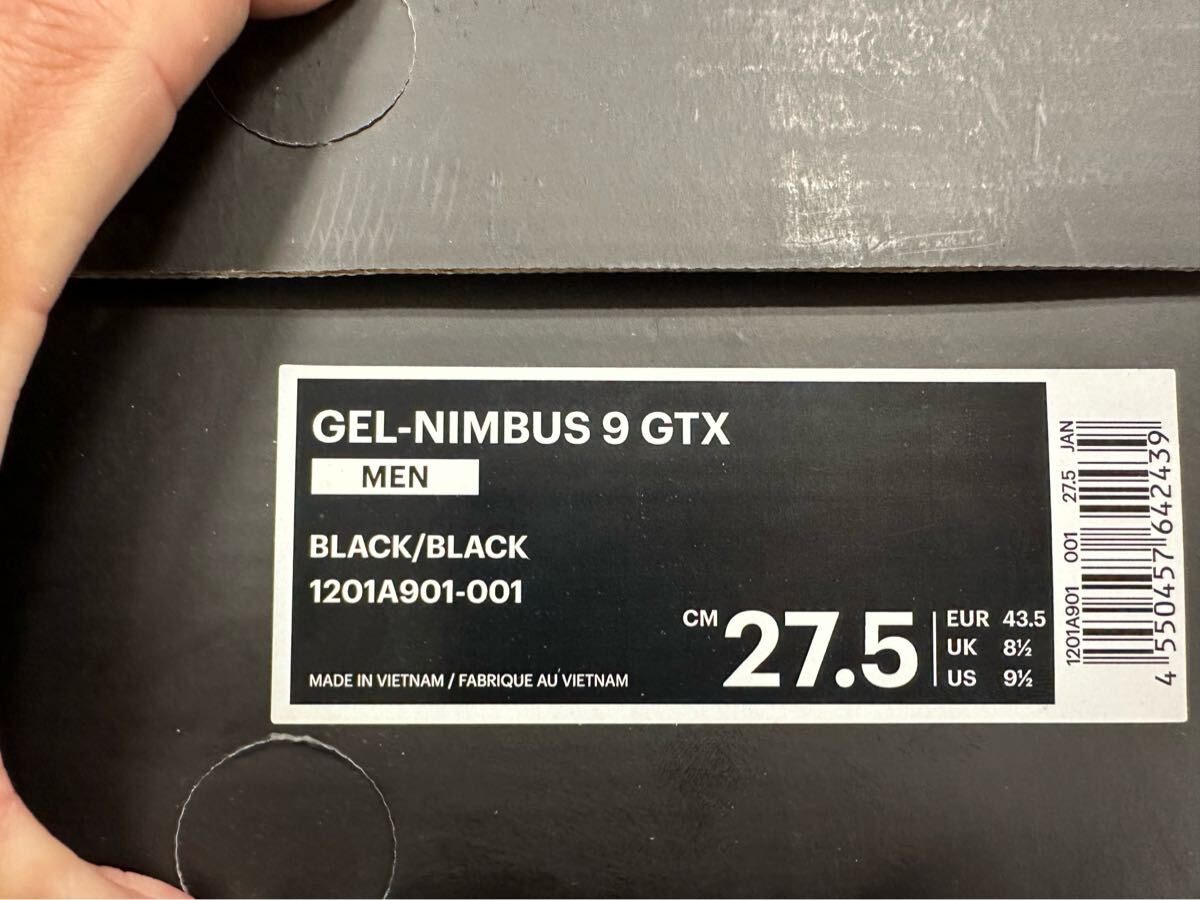 GEL-NIMBUS 9 GTX
MEN
BLACK/BLACK
1201A901-001
CM 27.5
EUR 43.5
UK 8½
US 9½
MADE IN VIETNAM / FABRIQUE AU VIETNAM
1201A901 001 27.5 JAN
4 550457 642439